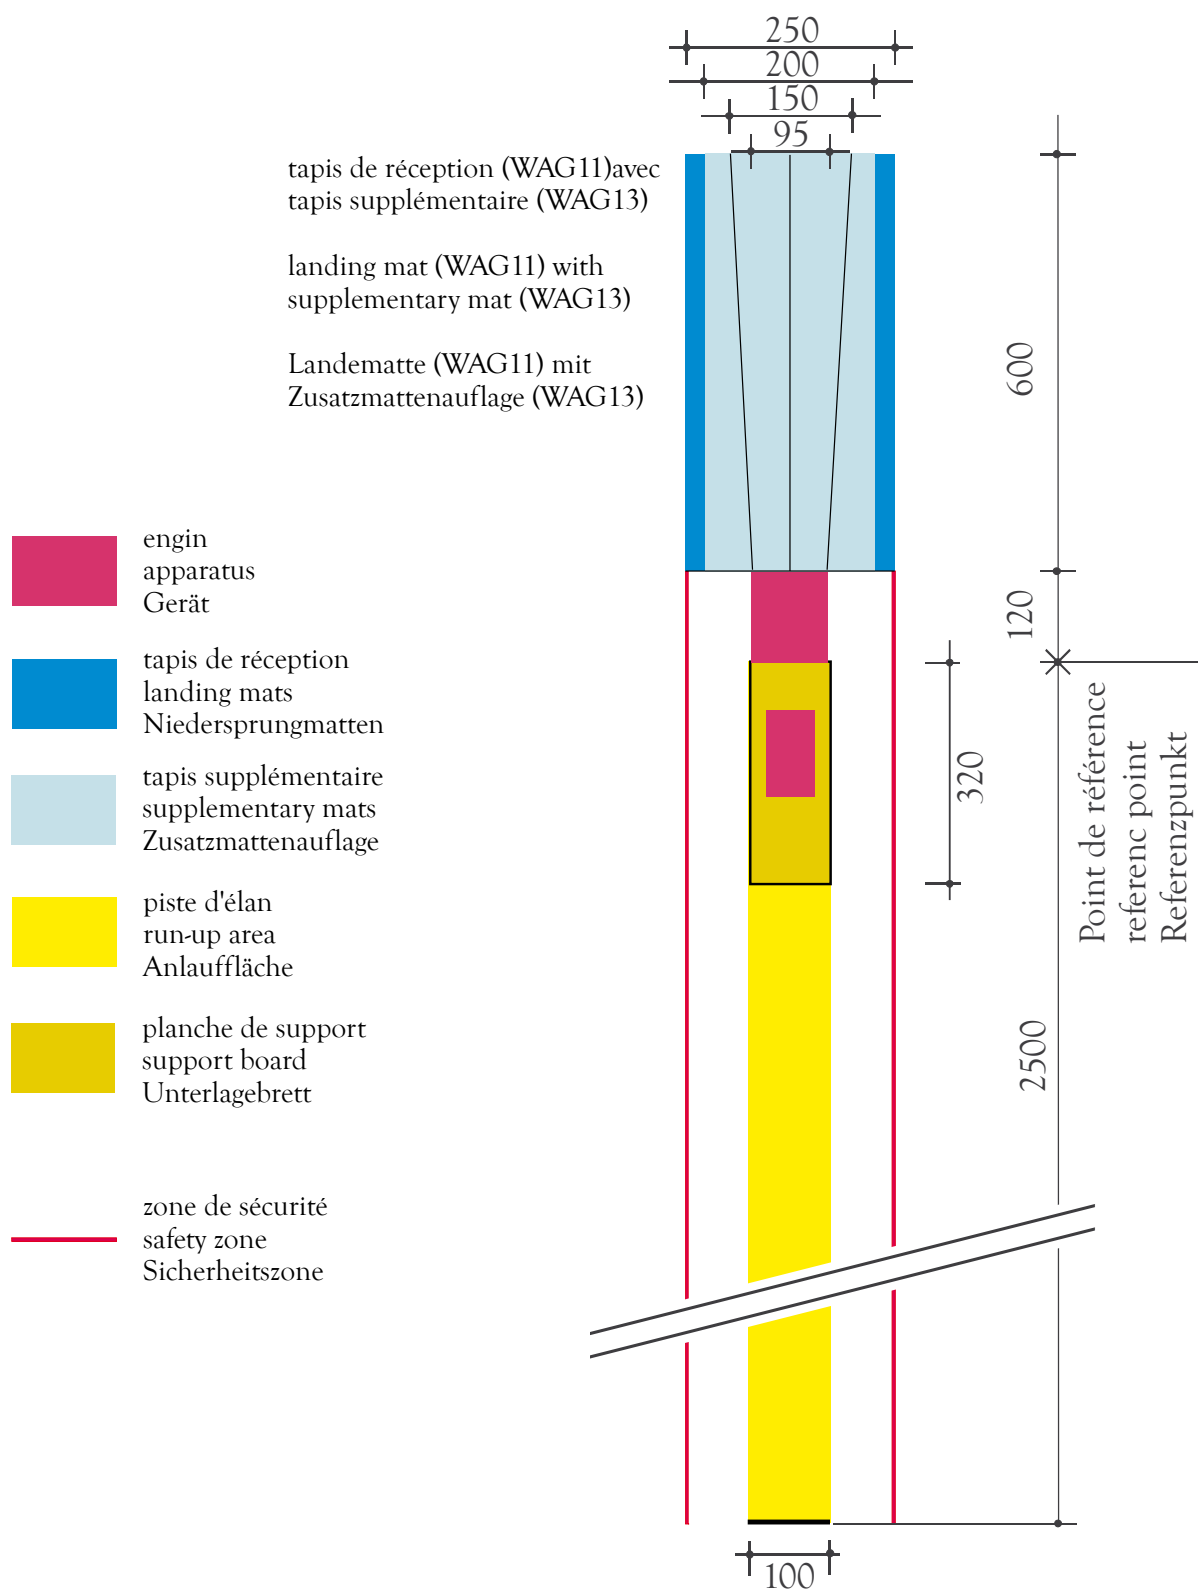 250
200
150
95
tapis de réception (WAG11)avec
tapis supplémentaire (WAG13)
landing mat (WAG11) with
supplementary mat (WAG13)
Landematte (WAG11) mit
Zusatzmattenauflage (WAG13)
600
engin
apparatus
Gerät
120
tapis de réception
landing mats
Niedersprungmatten
320
Point de référence
referenc point
Referenzpunkt
tapis supplémentaire
supplementary mats
Zusatzmattenauflage
piste d'élan
run-up area
Anlauffläche
planche de support
support board
Unterlagebrett
2500
zone de sécurité
safety zone
Sicherheitszone
100